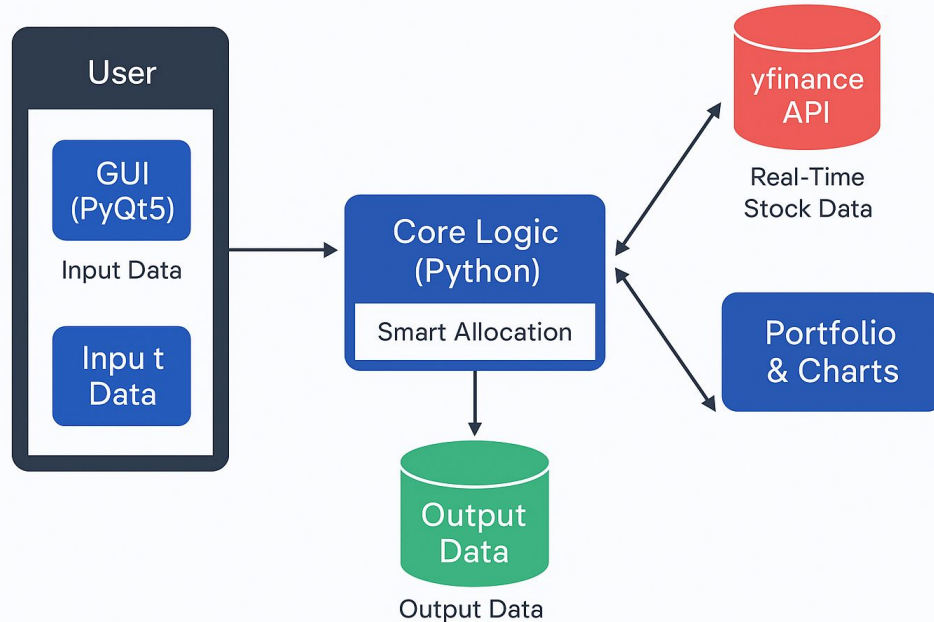 User
GUI
(PyQt5)
Input Data
Inpu t
Data
Core Logic
(Python)
Smart Allocation
Output
Data
Output Data
yfinance
API
Real-Time
Stock Data
Portfolio
& Charts